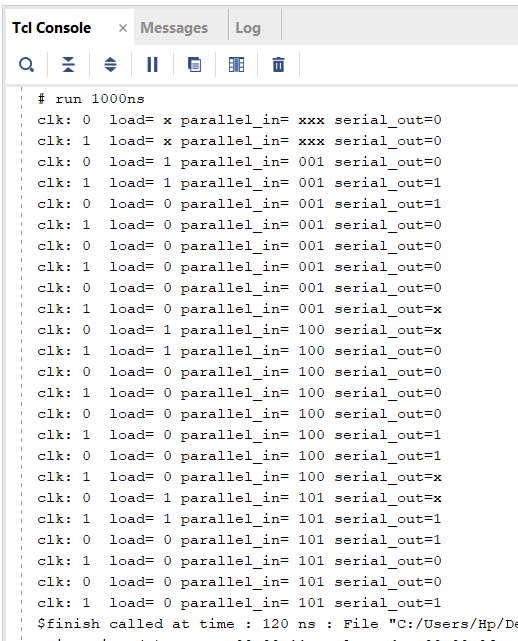 Tcl Console × Messages Log
# run 1000ns
clk: 0 load= x parallel_in= xxx serial_out=0
clk: 1 load= x parallel_in= xxx serial_out=0
clk: 0 load= 1 parallel_in= 001 serial_out=0
clk: 1 load= 1 parallel_in= 001 serial_out=1
clk: 0 load= 0 parallel_in= 001 serial_out=1
clk: 1 load= 0 parallel_in= 001 serial_out=0
clk: 0 load= 0 parallel_in= 001 serial_out=0
clk: 1 load= 0 parallel_in= 001 serial_out=0
clk: 0 load= 0 parallel_in= 001 serial_out=0
clk: 1 load= 0 parallel_in= 001 serial_out=x
clk: 0 load= 1 parallel_in= 100 serial_out=x
clk: 1 load= 1 parallel_in= 100 serial_out=0
clk: 0 load= 0 parallel_in= 100 serial_out=0
clk: 1 load= 0 parallel_in= 100 serial_out=0
clk: 0 load= 0 parallel_in= 100 serial_out=0
clk: 1 load= 0 parallel_in= 100 serial_out=1
clk: 0 load= 0 parallel_in= 100 serial_out=1
clk: 1 load= 0 parallel_in= 100 serial_out=x
clk: 0 load= 1 parallel_in= 101 serial_out=x
clk: 1 load= 1 parallel_in= 101 serial_out=1
clk: 0 load= 0 parallel_in= 101 serial_out=1
clk: 1 load= 0 parallel_in= 101 serial_out=0
clk: 0 load= 0 parallel_in= 101 serial_out=0
clk: 1 load= 0 parallel_in= 101 serial_out=1
$finish called at time : 120 ns : File "C:/Users/Hp/De